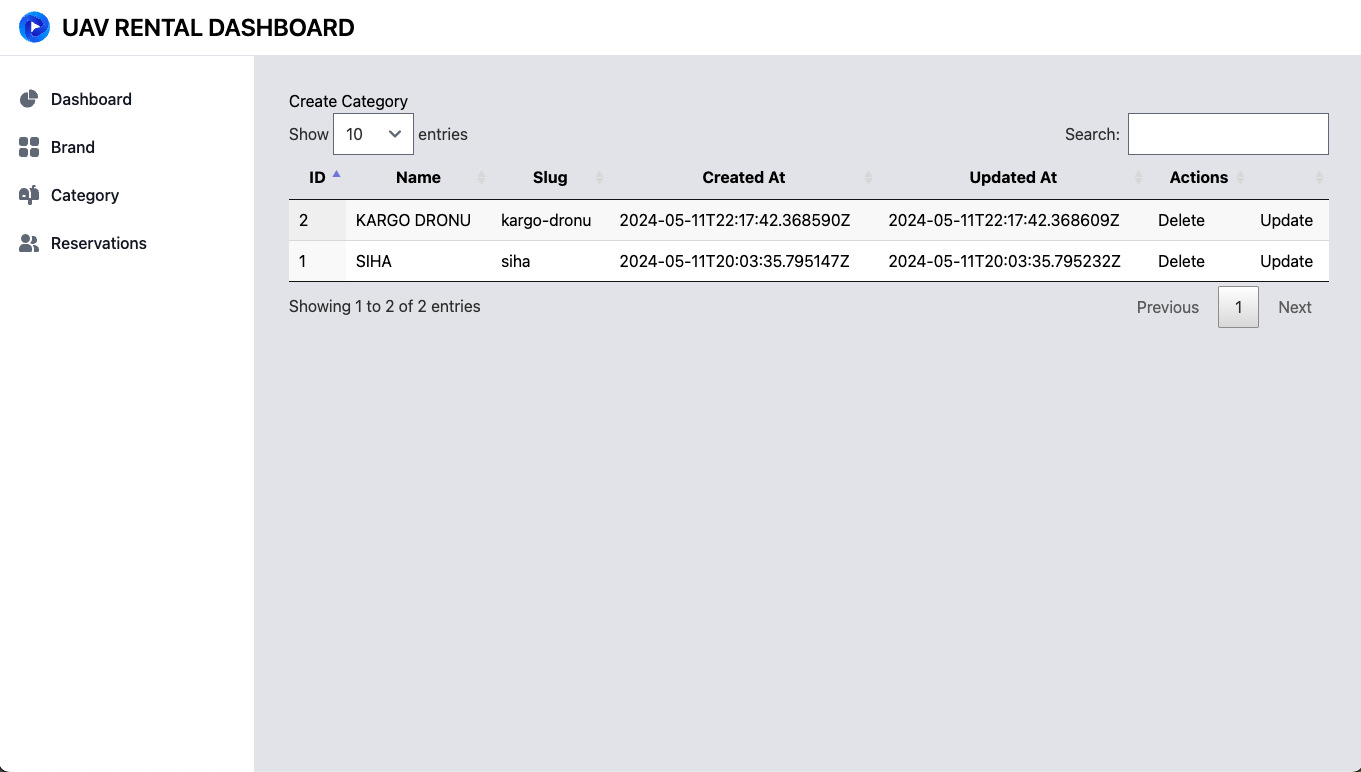 UAV RENTAL DASHBOARD
Dashboard
Brand
Category
Reservations
Create Category
Show 10 entries Search:
ID Name Slug Created At Updated At Actions
2 KARGO DRONU kargo-dronu 2024-05-11T22:17:42.368590Z 2024-05-11T22:17:42.368609Z Delete Update
1 SIHA siha 2024-05-11T20:03:35.795147Z 2024-05-11T20:03:35.795232Z Delete Update
Showing 1 to 2 of 2 entries Previous 1 Next